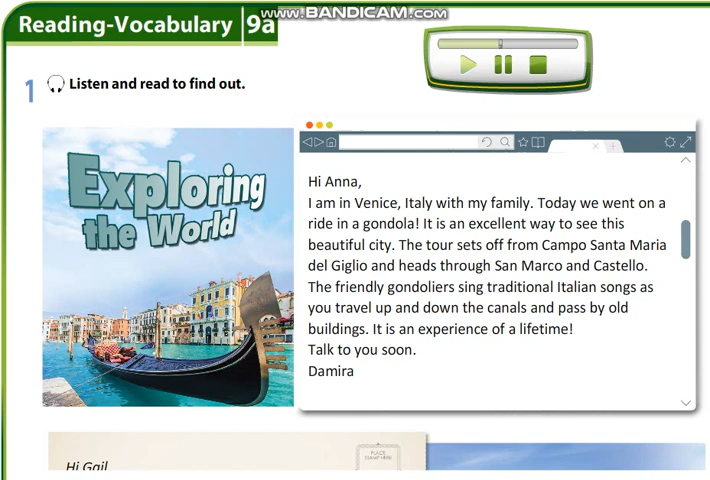 www.BANDICAM.com
Reading-Vocabulary 9a
1 Listen and read to find out.
Exploring
the World
Hi Anna,
I am in Venice, Italy with my family. Today we went on a
ride in a gondola! It is an excellent way to see this
beautiful city. The tour sets off from Campo Santa Maria
del Giglio and heads through San Marco and Castello.
The friendly gondoliers sing traditional Italian songs as
you travel up and down the canals and pass by old
buildings. It is an experience of a lifetime!
Talk to you soon.
Damira
Hi Gail
PLACE
STAMP HERE